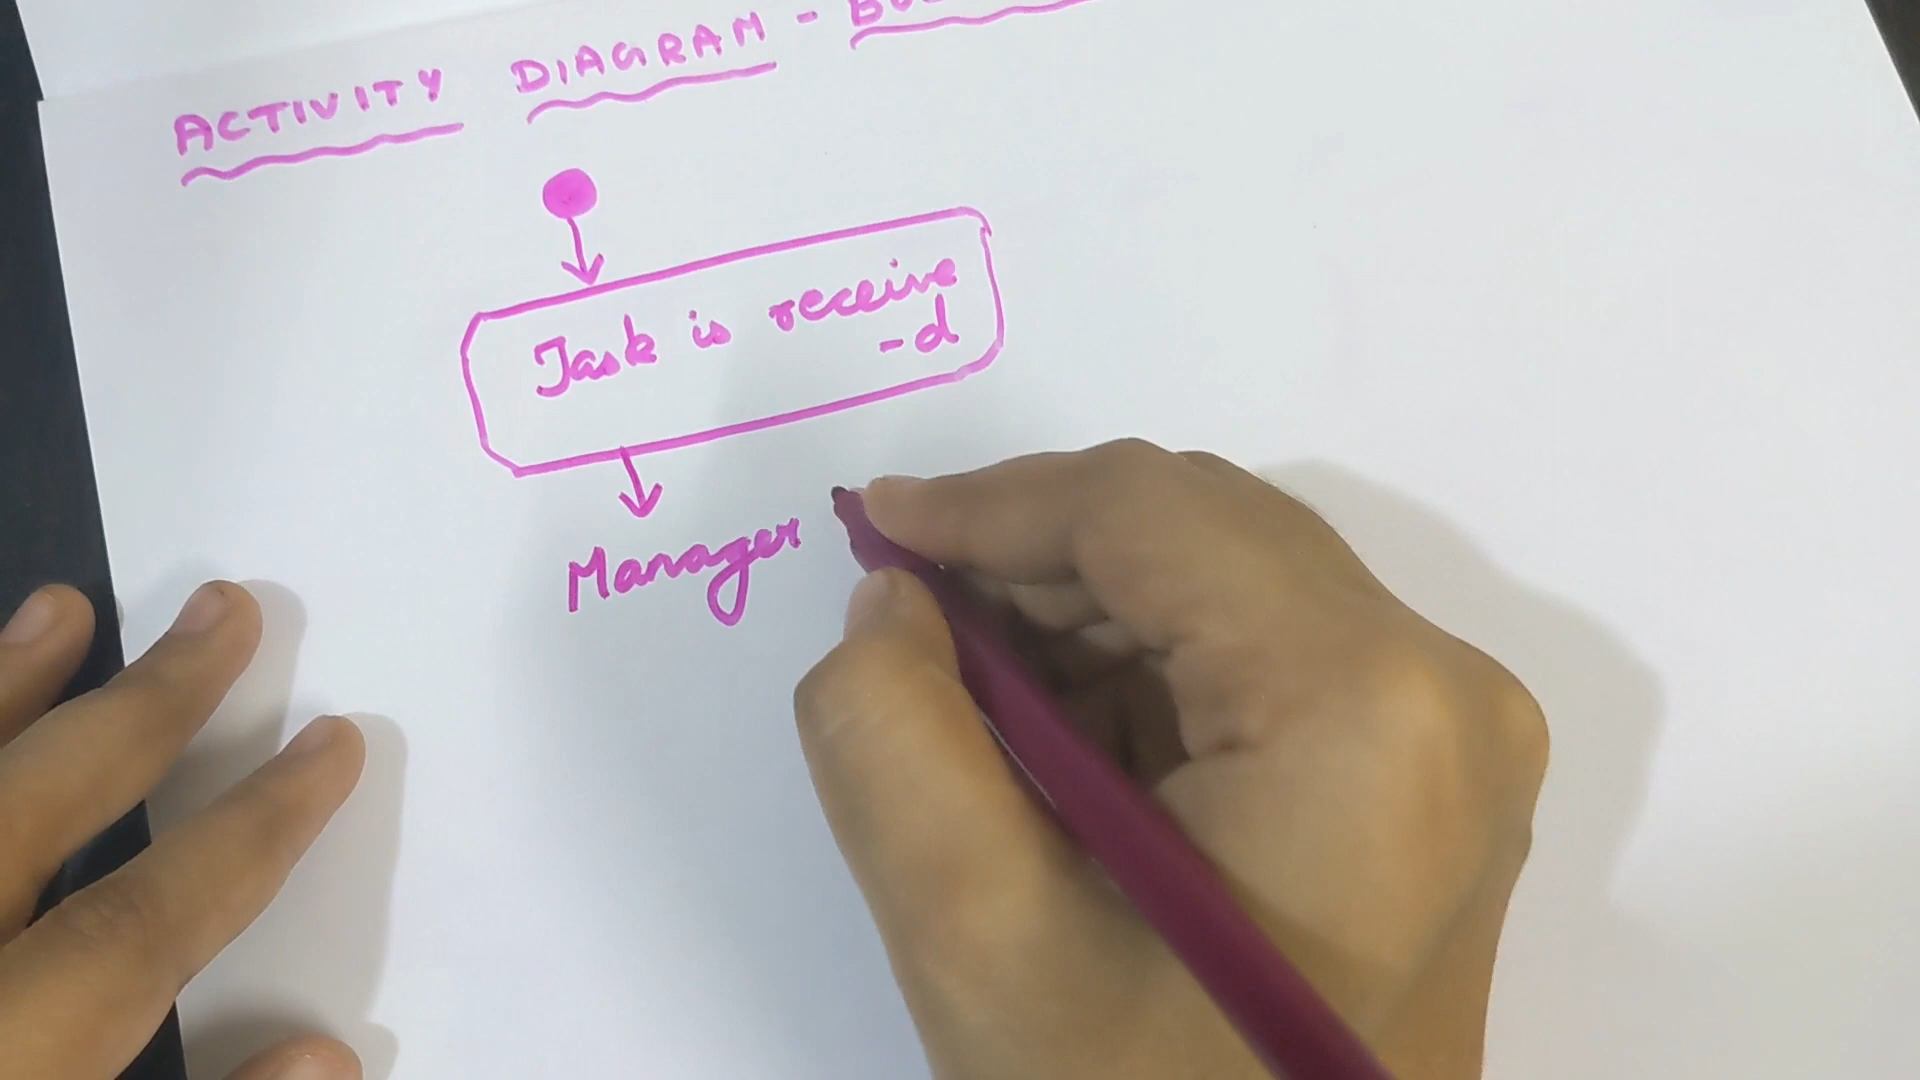 ACTIVITY DIAGRAM -
Task is receive
-d
Manager